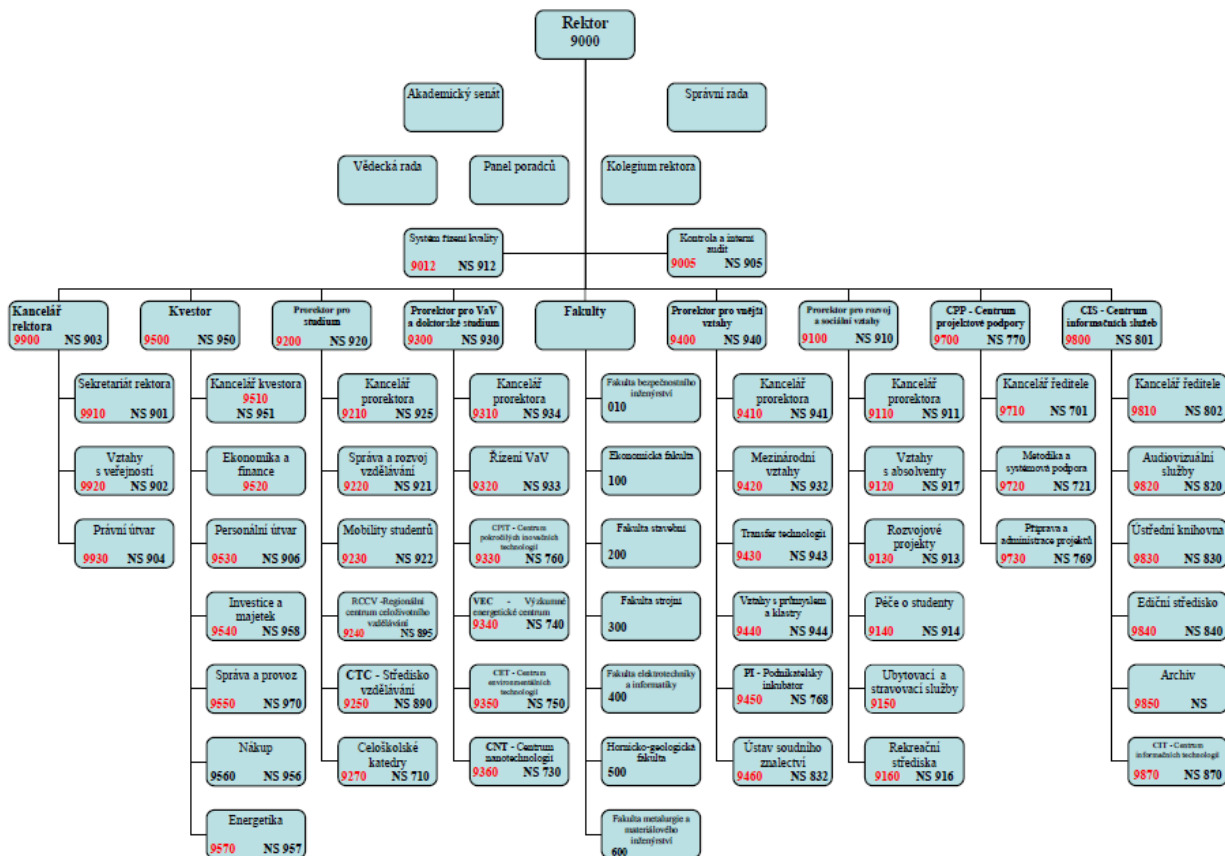 Rektor
9000
Akademický senát
Správní rada
Vědecká rada
Panel poradců
Kolegium rektora
Systém řízení kvality
9012 NS 912
Kontrola a interní
audit
9005 NS 905
Kancelář
rektora
9900 NS 903
Sekretariát rektora
9910 NS 901
Vztahy
s veřejností
9920 NS 902
Právní útvar
9930 NS 904
Kvestor
9500 NS 950
Kancelář kvestora
9510
NS 951
Ekonomika a
finance
9520
Personální útvar
9530 NS 906
Investice a
majetek
9540 NS 958
Správa a provoz
9550 NS 970
Nákup
9560 NS 956
Energetika
9570 NS 957
Prorektor pro
studium
9200 NS 920
Kancelář
prorektora
9210 NS 925
Správa a rozvoj
vzdělávání
9220 NS 921
Mobility studentů
9230 NS 922
RCCV -Regionální
centrum celoživotního
vzdělávání
9240 NS 895
CTC - Středisko
vzdělávání
9250 NS 890
Celoškolské
katedry
9270 NS 710
Prorektor pro VaV
a doktorské studium
9300 NS 930
Kancelář
prorektora
9310 NS 934
Řízení VaV
9320 NS 933
CPIT - Centrum
pokročilých inovačních
technologií
9330 NS 760
VEC - Výzkumné
energetické centrum
9340 NS 740
CET - Centrum
environmentálních
technologií
9350 NS 750
CNT - Centrum
nanotechnologií
9360 NS 730
Fakulty
Fakulta bezpečnostního
inženýrství
010
Ekonomická fakulta
100
Fakulta stavební
200
Fakulta strojní
300
Fakulta elektrotechniky
a informatiky
400
Hornicko-geologická
fakulta
500
Fakulta metalurgie a
materiálového
inženýrství
600
Prorektor pro vnější
vztahy
9400 NS 940
Kancelář
prorektora
9410 NS 941
Mezinárodní
vztahy
9420 NS 932
Transfer technologií
9430 NS 943
Vztahy s průmyslem
a klastry
9440 NS 944
PI - Podnikatelský
inkubátor
9450 NS 768
Ústav soudního
znalectví
9460 NS 832
Prorektor pro rozvoj
a sociální vztahy
9100 NS 910
Kancelář
prorektora
9110 NS 911
Vztahy
s absolventy
9120 NS 917
Rozvojové
projekty
9130 NS 913
Péče o studenty
9140 NS 914
Ubytovací a
stravovací služby
9150
Rekreační
střediska
9160 NS 916
CPP - Centrum
projektové podpory
9700 NS 770
Kancelář ředitele
9710 NS 701
Metodika a
systémová podpora
9720 NS 721
Příprava a
administrace projektů
9730 NS 769
CIS - Centrum
informačních služeb
9800 NS 801
Kancelář ředitele
9810 NS 802
Audiovizuální
služby
9820 NS 820
Ústřední knihovna
9830 NS 830
Ediční středisko
9840 NS 840
Archiv
9850 NS
CIT - Centrum
informačních technologií
9870 NS 870